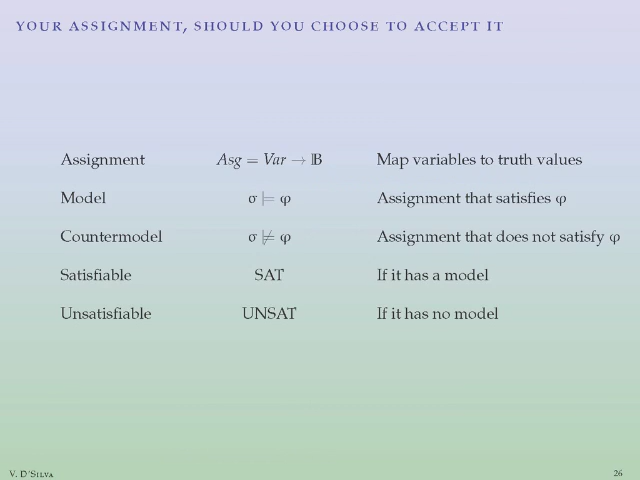 YOUR ASSIGNMENT, SHOULD YOU CHOOSE TO ACCEPT IT
Assignment Asg = Var → 𝔹 Map variables to truth values
Model σ ⊨ φ Assignment that satisfies φ
Countermodel σ ⊭ φ Assignment that does not satisfy φ
Satisfiable SAT If it has a model
Unsatisfiable UNSAT If it has no model
V. D'Silva 26